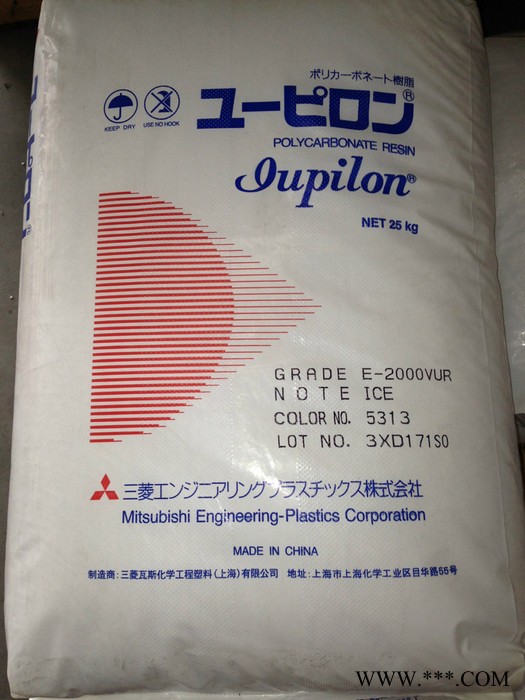 ポリカーボネート樹脂
ユーピロン®
KEEP DRY
USE NO HOOK
POLYCARBONATE RESIN
Iupilon®
NET 25 kg
ユーピロン
GRADE E-2000VUR
NOTE ICE
COLOR NO. 5313
LOT NO. 3XD171S0
三菱エンジニアリングプラスチックス株式会社
Mitsubishi Engineering-Plastics Corporation
MADE IN CHINA
制造商：三菱瓦斯化学工程塑料(上海)有限公司 地址：上海市上海化学工业区目华路55号
WWW.***.COM